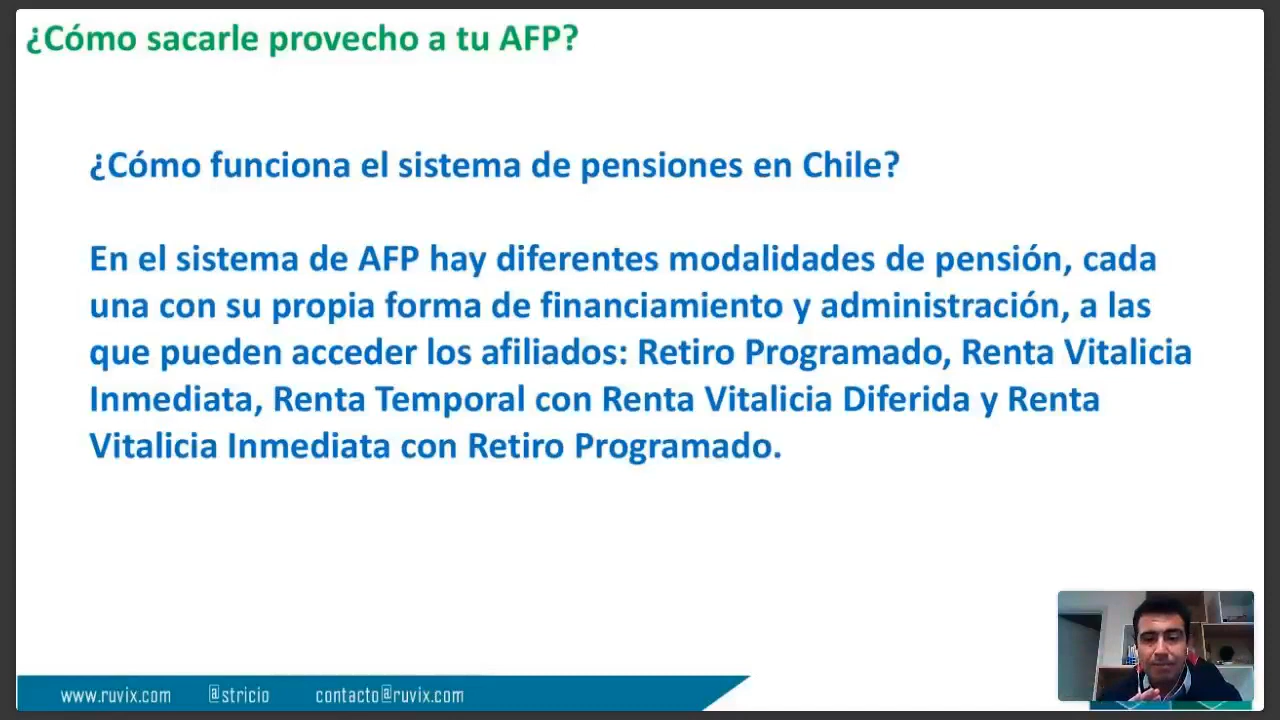 ¿Cómo sacarle provecho a tu AFP?
¿Cómo funciona el sistema de pensiones en Chile?
En el sistema de AFP hay diferentes modalidades de pensión, cada
una con su propia forma de financiamiento y administración, a las
que pueden acceder los afiliados: Retiro Programado, Renta Vitalicia
Inmediata, Renta Temporal con Renta Vitalicia Diferida y Renta
Vitalicia Inmediata con Retiro Programado.
www.ruvix.com @stricio contacto@ruvix.com